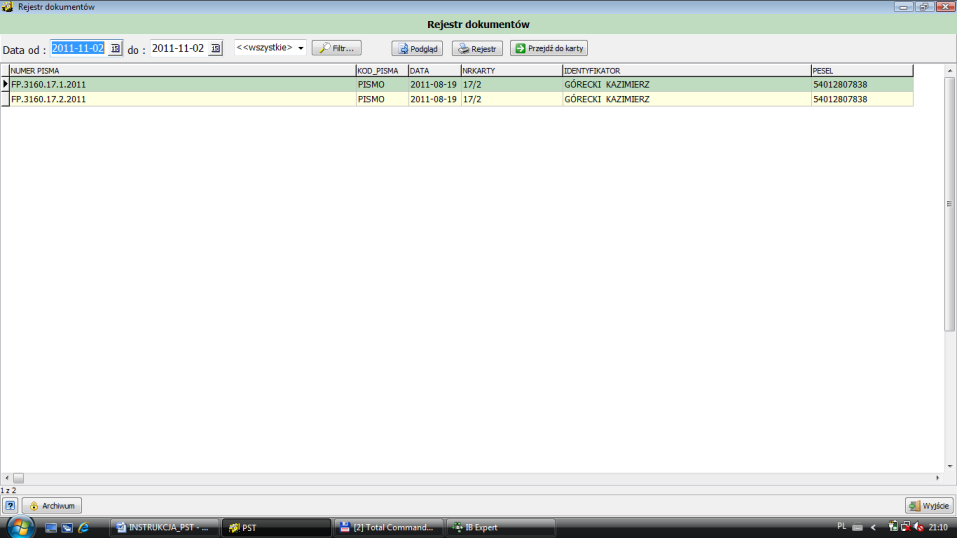 Rejestr dokumentów
Rejestr dokumentów
Data od : 2011-11-02 15 do : 2011-11-02 15 <<wszystkie> Filtr... Podgląd Rejestr Przejdź do karty
NUMER PISMA KOD_PISMA DATA NRKARTY IDENTYFIKATOR PESEL
FP.3160.17.1.2011 PISMO 2011-08-19 17/2 GÓRECKI KAZIMIERZ 54012807838
FP.3160.17.2.2011 PISMO 2011-08-19 17/2 GÓRECKI KAZIMIERZ 54012807838
1 z 2
? Archiwum Wyjście
INSTRUKCJA_PST - ... PST [2] Total Command... IB Expert PL 21:10